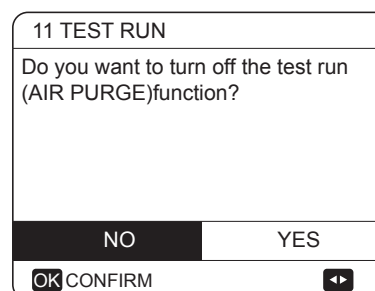 11 TEST RUN
Do you want to turn off the test run
(AIR PURGE)function?
NO YES
OK CONFIRM